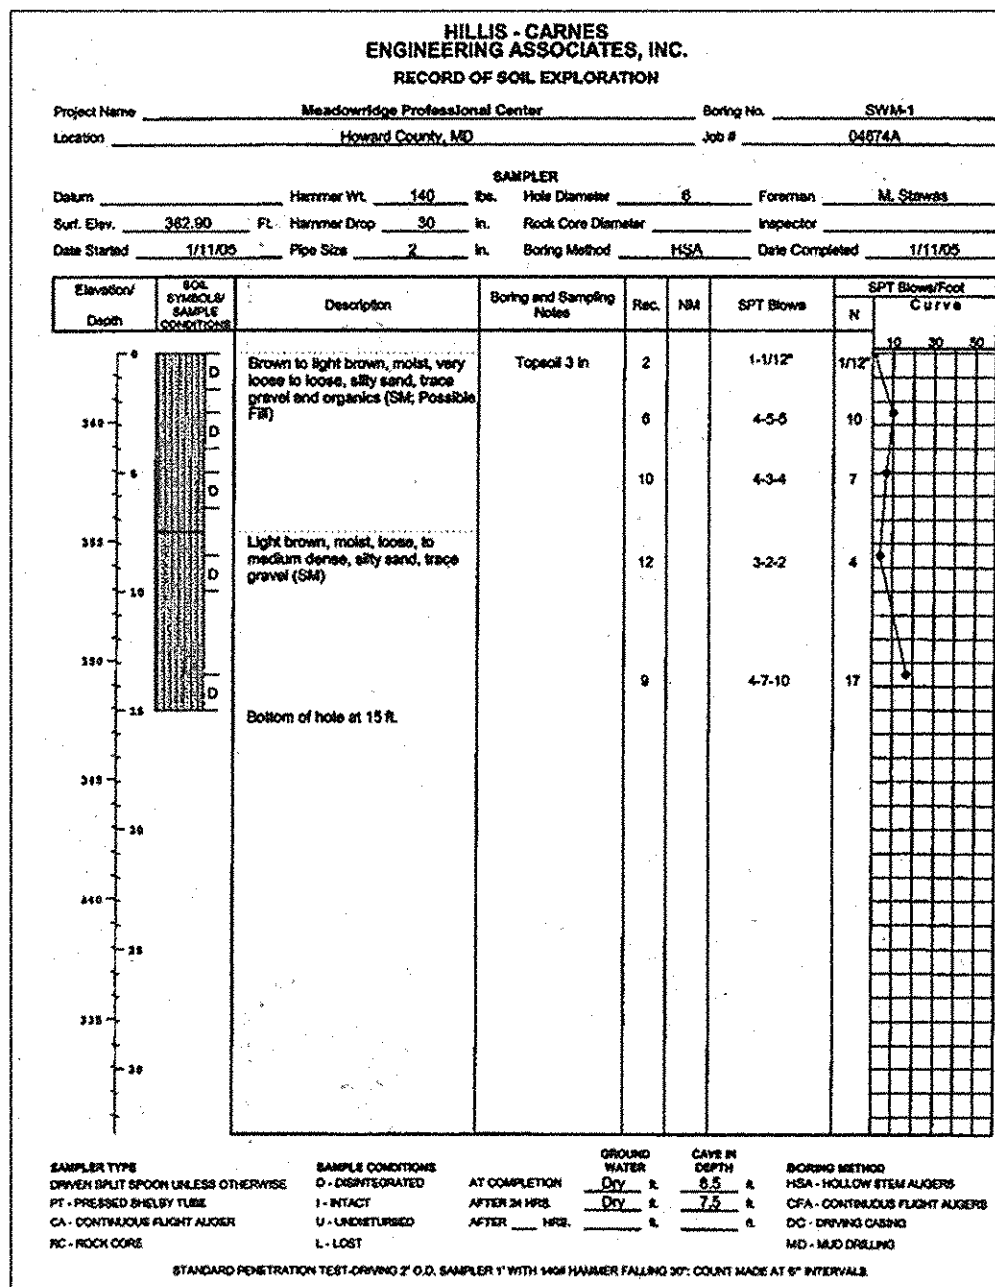 HILLIS - CARNES
ENGINEERING ASSOCIATES, INC.
RECORD OF SOIL EXPLORATION
Project Name Meadowridge Professional Center Boring No. SWM-1
Location Howard County, MD Job # 04674A
SAMPLER
Datum Hammer Wt. 140 lbs. Hole Diameter 6 Foreman M. Stawas
Surf. Elev. 362.90 Ft. Hammer Drop 30 in. Rock Core Diameter Inspector
Date Started 1/11/05 Pipe Size 2 in. Boring Method HSA Date Completed 1/11/05
Elevation/ Depth SOIL SYMBOLS/ SAMPLE CONDITIONS Description Boring and Sampling Notes Rec. NM SPT Blows SPT Blows/Foot N Curve
10 30 50
0 D Brown to light brown, moist, very Topsoil 3 in 2 1-1/12" 1/12"
loose to loose, silty sand, trace
gravel and organics (SM; Possible
Fill)
D 6 4-5-5 10
5 D 10 4-3-4 7
Light brown, moist, loose, to
medium dense, silty sand, trace
gravel (SM)
D 12 3-2-2 4
10
350
D 9 4-7-10 17
15 Bottom of hole at 15 ft.
345
20
340
25
335
30
SAMPLER TYPE SAMPLE CONDITIONS GROUND WATER CAVE IN DEPTH BORING METHOD
DRIVEN SPLIT SPOON UNLESS OTHERWISE D - DISINTEGRATED AT COMPLETION Dry ft. 8.5 ft. HSA - HOLLOW STEM AUGERS
PT - PRESSED SHELBY TUBE I - INTACT AFTER 24 HRS. Dry ft. 7.5 ft. CFA - CONTINUOUS FLIGHT AUGERS
CA - CONTINUOUS FLIGHT AUGER U - UNDISTURBED AFTER HRS. ft. ft. DC - DRIVING CASING
RC - ROCK CORE L - LOST MD - MUD DRILLING
STANDARD PENETRATION TEST-DRIVING 2" O.D. SAMPLER 1' WITH 140# HAMMER FALLING 30"; COUNT MADE AT 6" INTERVALS.